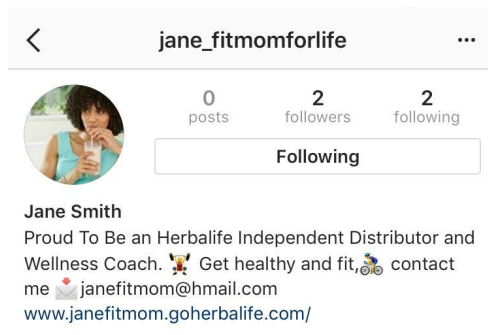 jane_fitmomforlife
0 2 2
posts followers following
Following
Jane Smith
Proud To Be an Herbalife Independent Distributor and
Wellness Coach. 🏋️ Get healthy and fit,🚴 contact
me 📩janefitmom@hmail.com
www.janefitmom.goherbalife.com/